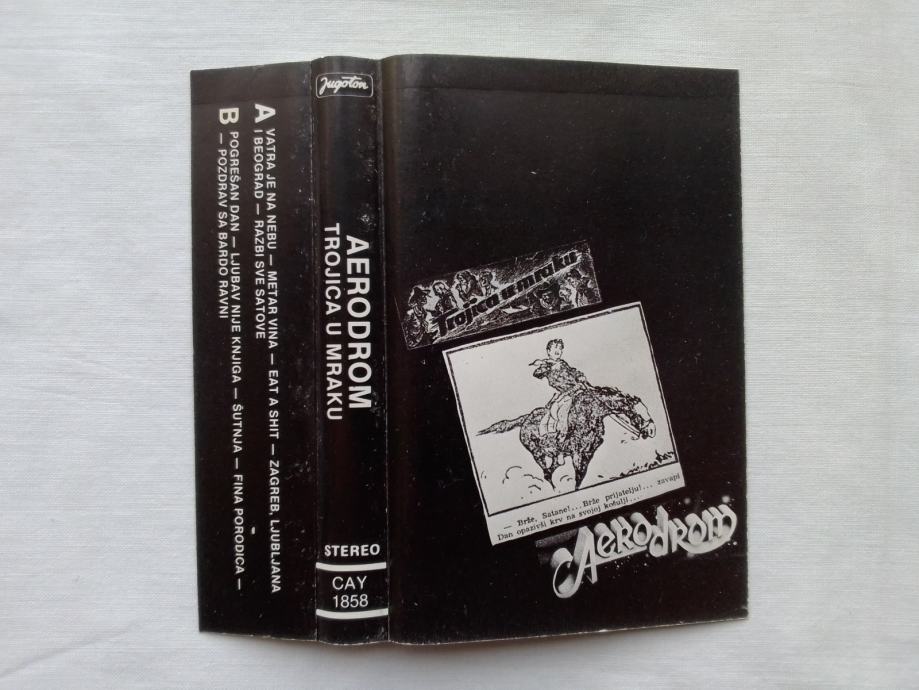 A VATRA JE NA NEBU — METAR VINA — EAT A SHIT — ZAGREB, LJUBLJANA
I BEOGRAD — RAZBI SVE SATOVE
B POGREŠAN DAN — LJUBAV NIJE KNJIGA — ŠUTNJA — FINA PORODICA —
— POZDRAV SA BARDO RAVNI
Jugoton
AERODROM
TROJICA U MRAKU
STEREO
CAY
1858
Trojica u mraku
— Brže, Satane!...Brže prijatelju!... zavapi
Dan opazivši krv na svojoj košulji...
Aerodrom